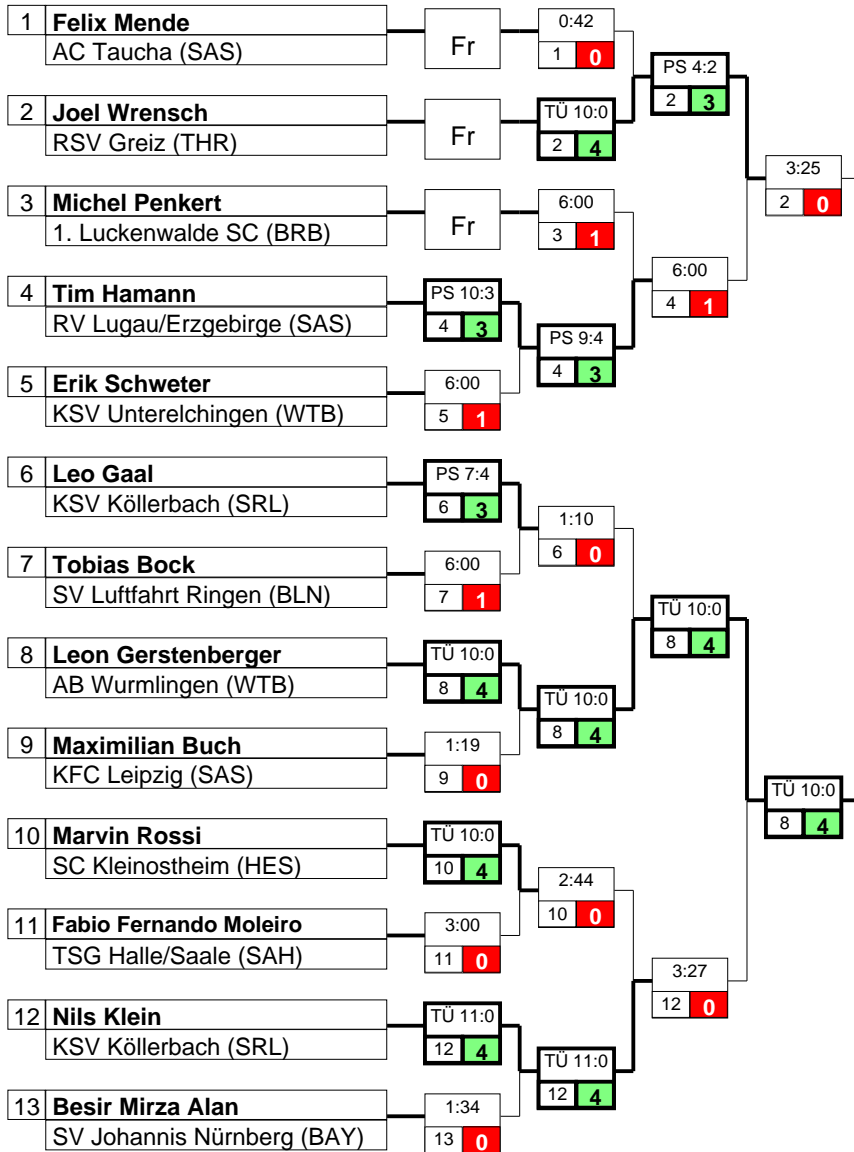 1 Felix Mende
AC Taucha (SAS)
Fr
0:42
1 0
PS 4:2
2 3
2 Joel Wrensch
RSV Greiz (THR)
Fr
TÜ 10:0
2 4
3:25
2 0
3 Michel Penkert
1. Luckenwalde SC (BRB)
Fr
6:00
3 1
6:00
4 1
4 Tim Hamann
RV Lugau/Erzgebirge (SAS)
PS 10:3
4 3
PS 9:4
4 3
5 Erik Schweter
KSV Unterelchingen (WTB)
6:00
5 1
6 Leo Gaal
KSV Köllerbach (SRL)
PS 7:4
6 3
1:10
6 0
7 Tobias Bock
SV Luftfahrt Ringen (BLN)
6:00
7 1
TÜ 10:0
8 4
8 Leon Gerstenberger
AB Wurmlingen (WTB)
TÜ 10:0
8 4
TÜ 10:0
8 4
9 Maximilian Buch
KFC Leipzig (SAS)
1:19
9 0
TÜ 10:0
8 4
10 Marvin Rossi
SC Kleinostheim (HES)
TÜ 10:0
10 4
2:44
10 0
11 Fabio Fernando Moleiro
TSG Halle/Saale (SAH)
3:00
11 0
3:27
12 0
12 Nils Klein
KSV Köllerbach (SRL)
TÜ 11:0
12 4
TÜ 11:0
12 4
13 Besir Mirza Alan
SV Johannis Nürnberg (BAY)
1:34
13 0